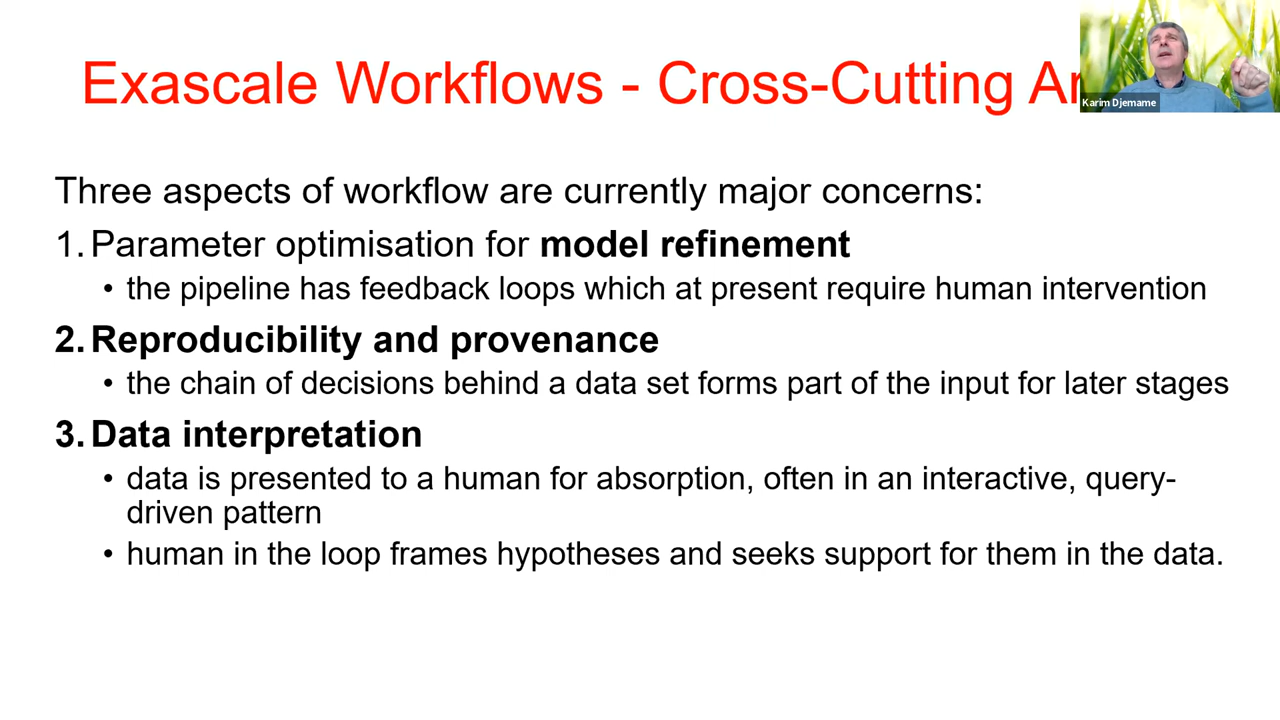 Exascale Workflows - Cross-Cutting
Karim Djemame
Three aspects of workflow are currently major concerns:
1. Parameter optimisation for model refinement
• the pipeline has feedback loops which at present require human intervention
2. Reproducibility and provenance
• the chain of decisions behind a data set forms part of the input for later stages
3. Data interpretation
• data is presented to a human for absorption, often in an interactive, query-
driven pattern
• human in the loop frames hypotheses and seeks support for them in the data.